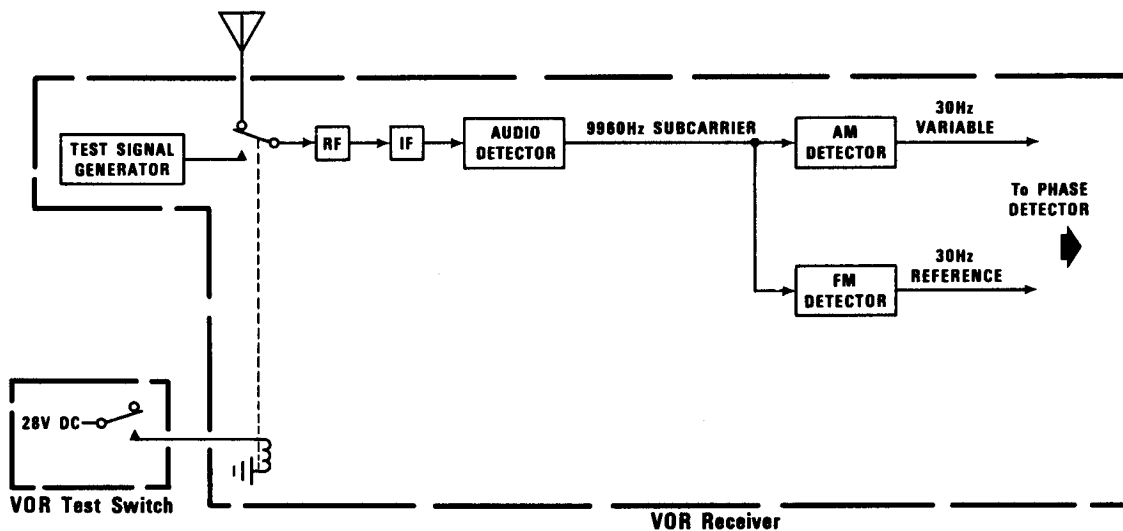 TEST SIGNAL
GENERATOR
RF
IF
AUDIO
DETECTOR
9960Hz SUBCARRIER
AM
DETECTOR
30Hz
VARIABLE
To PHASE
DETECTOR
FM
DETECTOR
30Hz
REFERENCE
28V DC
VOR Test Switch
VOR Receiver